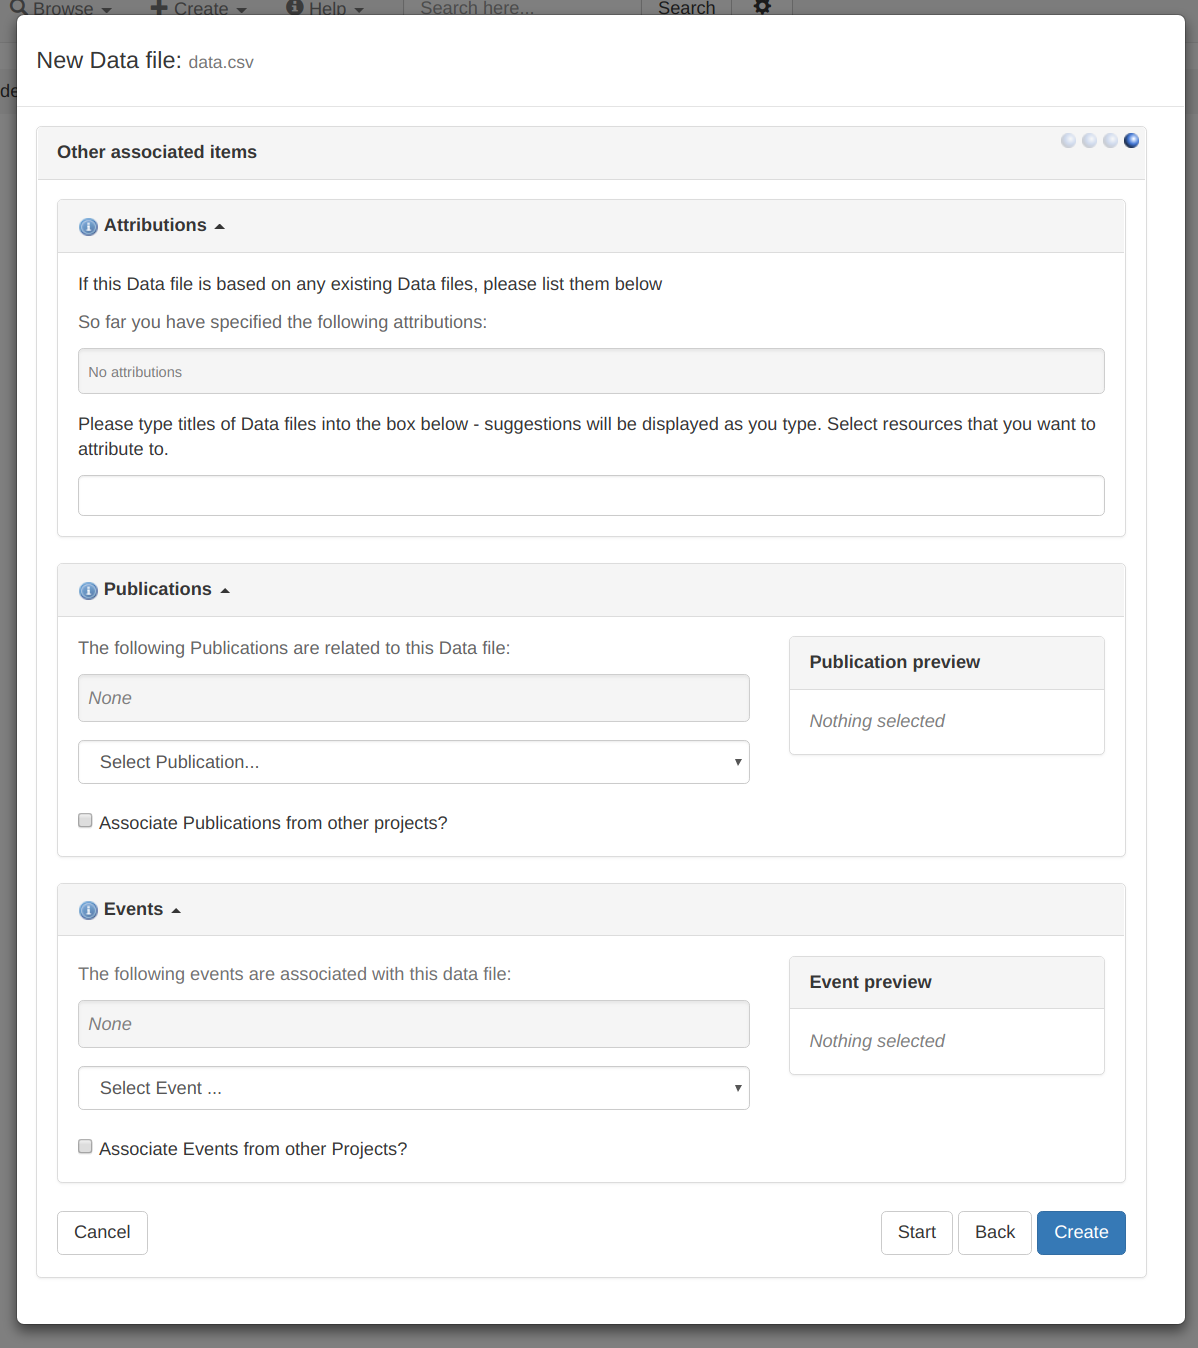 Browse Create Help Search here... Search
New Data file: data.csv
de
Other associated items
Attributions
If this Data file is based on any existing Data files, please list them below
So far you have specified the following attributions:
No attributions
Please type titles of Data files into the box below - suggestions will be displayed as you type. Select resources that you want to
attribute to.
Publications
The following Publications are related to this Data file:
Publication preview
None
Nothing selected
Select Publication...
Associate Publications from other projects?
Events
The following events are associated with this data file:
Event preview
None
Nothing selected
Select Event ...
Associate Events from other Projects?
Cancel Start Back Create